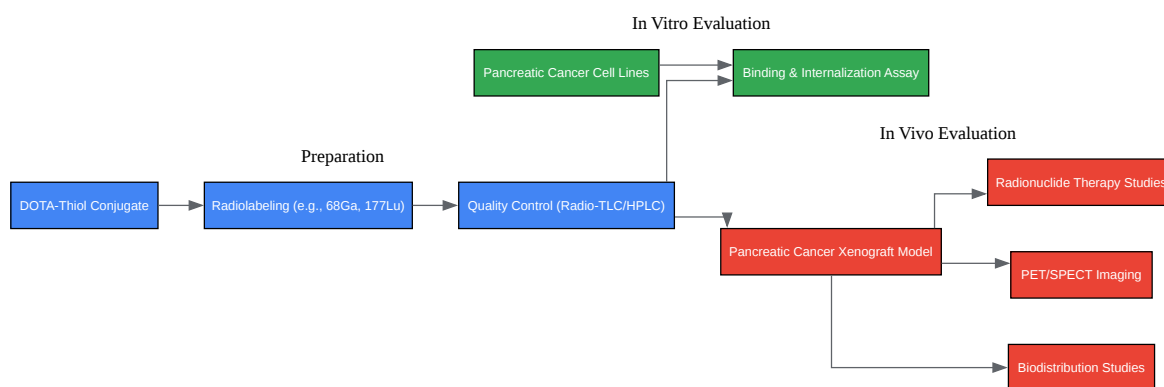 In Vitro Evaluation
Pancreatic Cancer Cell Lines
Binding & Internalization Assay
In Vivo Evaluation
Preparation
Radionuclide Therapy Studies
DOTA-Thiol Conjugate
Radiolabeling (e.g., 68Ga, 177Lu)
Quality Control (Radio-TLC/HPLC)
Pancreatic Cancer Xenograft Model
PET/SPECT Imaging
Biodistribution Studies